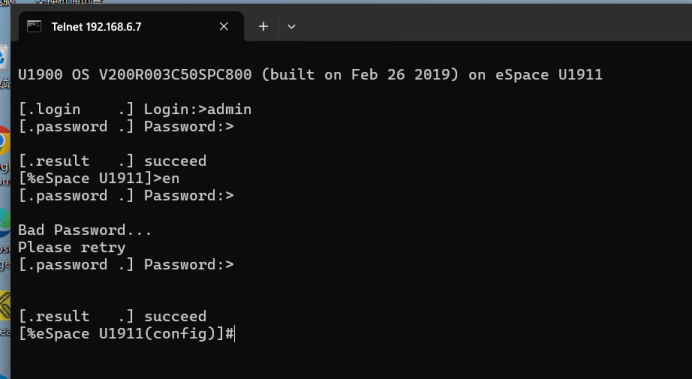 Telnet 192.168.6.7
U1900 OS V200R003C50SPC800 (built on Feb 26 2019) on eSpace U1911
[.login    .] Login:>admin
[.password .] Password:>
[.result   .] succeed
[%eSpace U1911]>en
[.password .] Password:>
Bad Password...
Please retry
[.password .] Password:>
[.result   .] succeed
[%eSpace U1911(config)]#